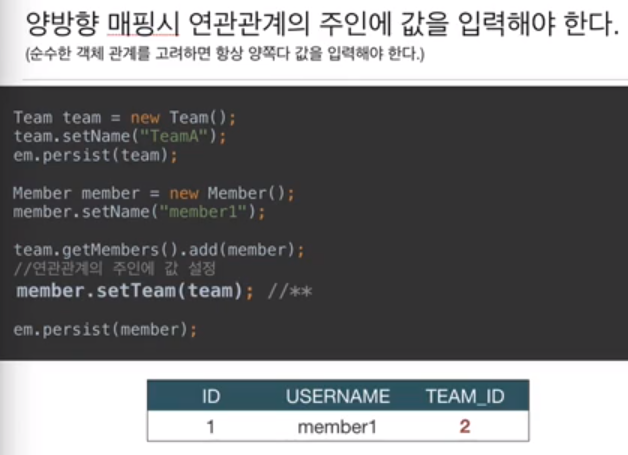 양방향 매핑시 연관관계의 주인에 값을 입력해야 한다.
(순수한 객체 관계를 고려하면 항상 양쪽다 값을 입력해야 한다.)
Team team = new Team();
team.setName("TeamA");
em.persist(team);
Member member = new Member();
member.setName("member1");
team.getMembers().add(member);
//연관관계의 주인에 값 설정
member.setTeam(team); //**
em.persist(member);
ID USERNAME TEAM_ID
1 member1 2